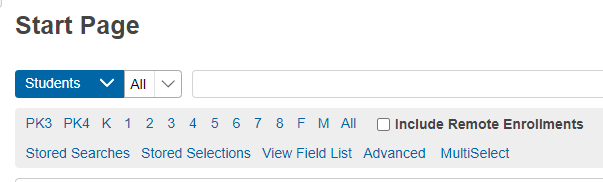 Start Page
Students All
PK3 PK4 K 1 2 3 4 5 6 7 8 F M All Include Remote Enrollments
Stored Searches Stored Selections View Field List Advanced MultiSelect